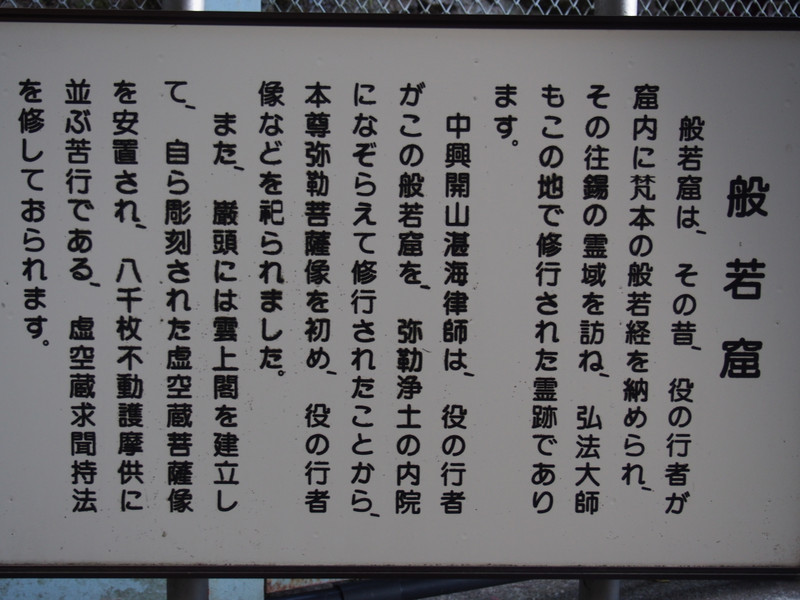 般若窟
般若窟は、その昔、役の行者が
窟内に梵本の般若経を納められ、
その往鍚の霊域を訪ね、弘法大師
もこの地で修行された霊跡であり
ます。
中興開山湛海律師は、役の行者
がこの般若窟を、弥勒浄土の内院
になぞらえて修行されたことから、
本尊弥勒菩薩像を初め、役の行者
像などを祀られました。
また、巌頭には雲上閣を建立し
て、自ら彫刻された虚空蔵菩薩像
を安置され、八千枚不動護摩供に
並ぶ苦行である、虚空蔵求聞持法
を修しておられます。